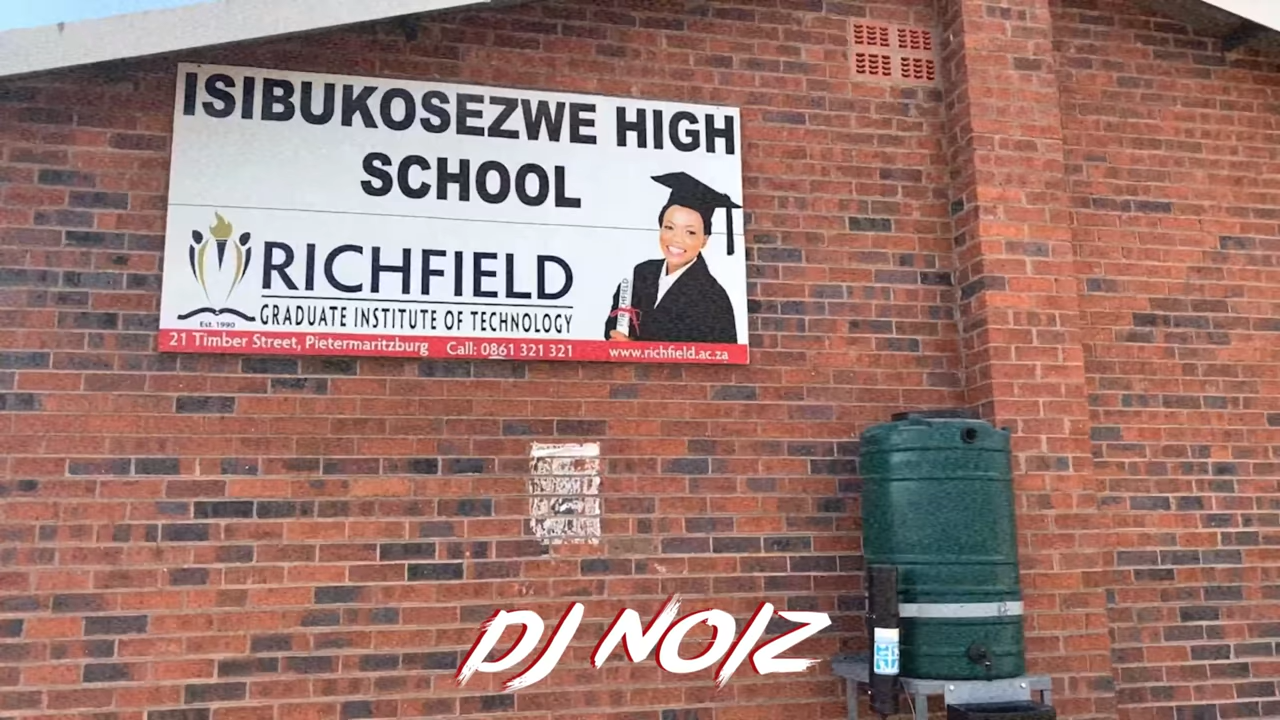 ISIBUKOSEZWE HIGH
SCHOOL
RICHFIELD
GRADUATE INSTITUTE OF TECHNOLOGY
Est. 1990
RICHFIELD
21 Timber Street, Pietermaritzburg Call: 0861 321 321 www.richfield.ac.za
DJ NOIZ